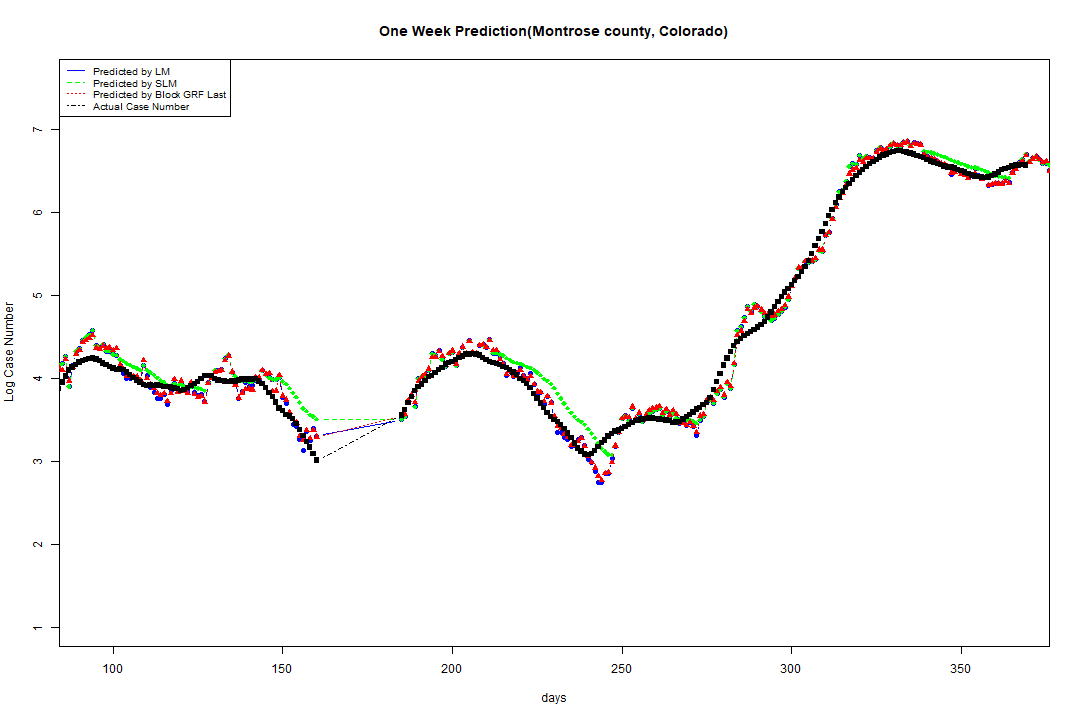 One Week Prediction(Montrose county, Colorado)
Predicted by LM
Predicted by SLM
Predicted by Block GRF Last
Actual Case Number
7
6
5
4
3
2
1
Log Case Number
100
150
200
250
300
350
days